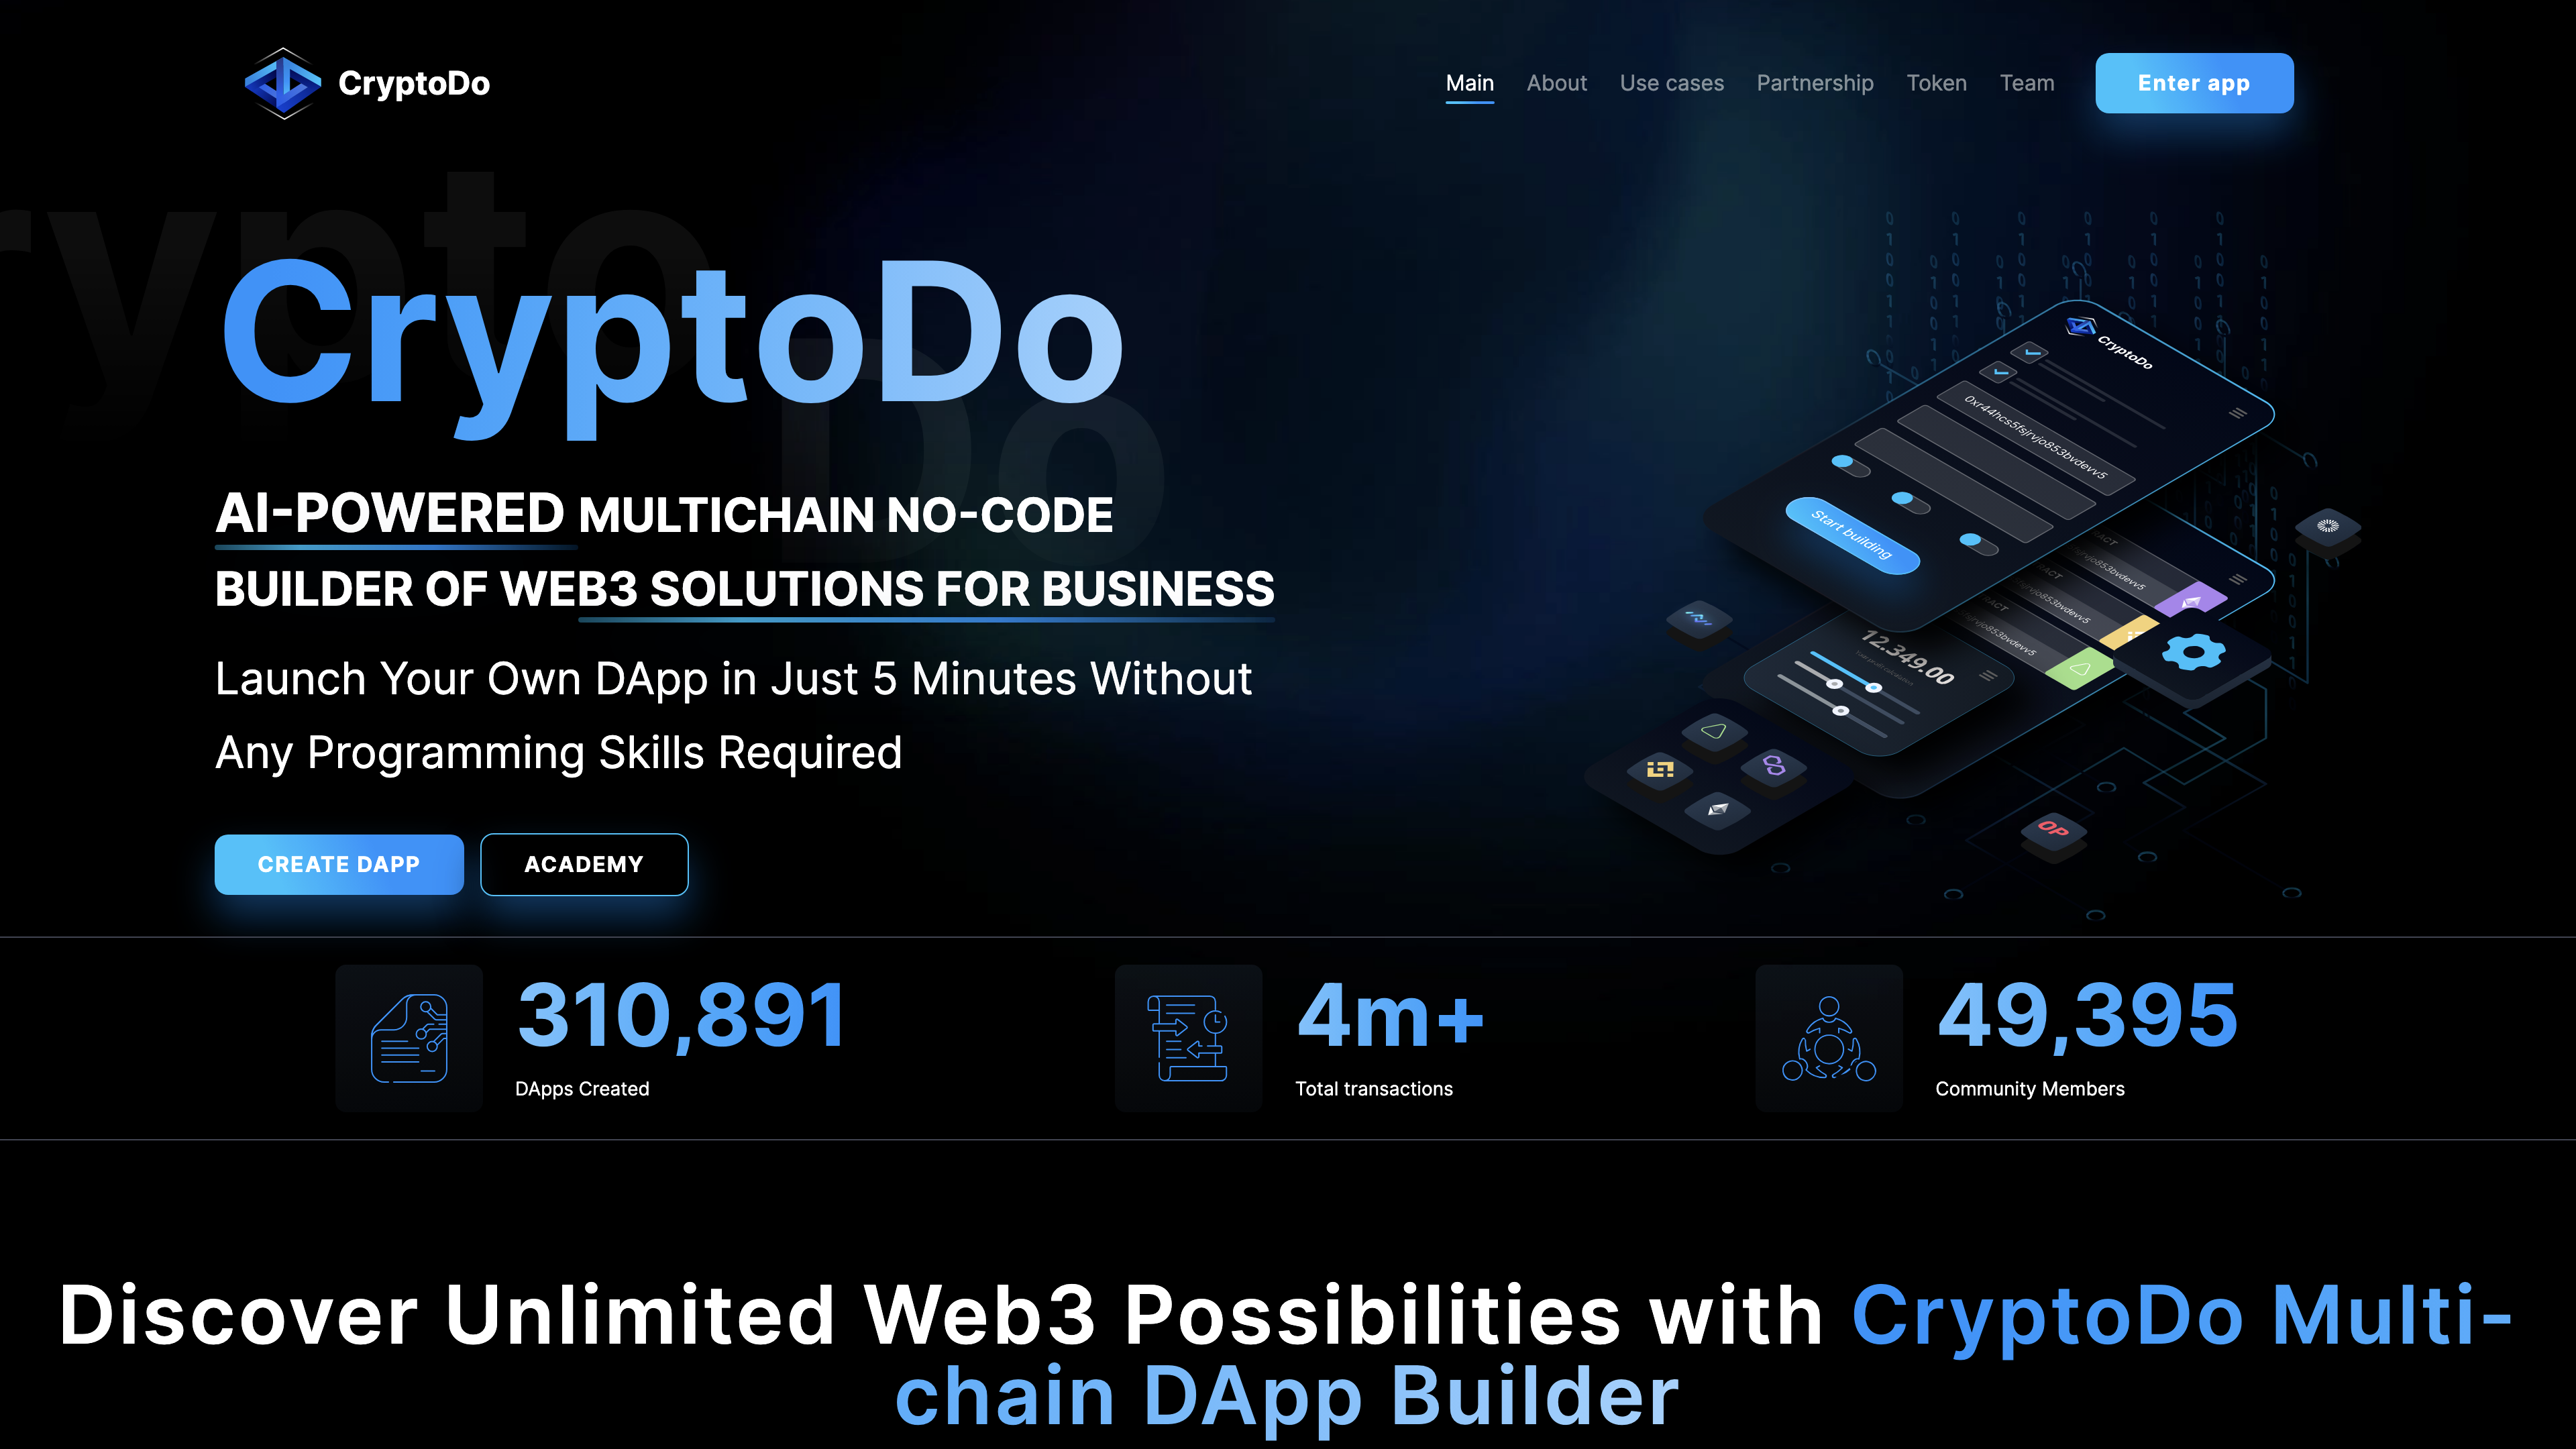 CryptoDo
Main About Use cases Partnership Token Team Enter app
CryptoDo
AI-POWERED MULTICHAIN NO-CODE
BUILDER OF WEB3 SOLUTIONS FOR BUSINESS
Launch Your Own DApp in Just 5 Minutes Without
Any Programming Skills Required
CREATE DAPP ACADEMY
CryptoDo
0xr44hcs5fsjrvjo853bvdevv5
Start building
12.349.00
OP
310,891
DApps Created
4m+
Total transactions
49,395
Community Members
Discover Unlimited Web3 Possibilities with CryptoDo Multi-
chain DApp Builder